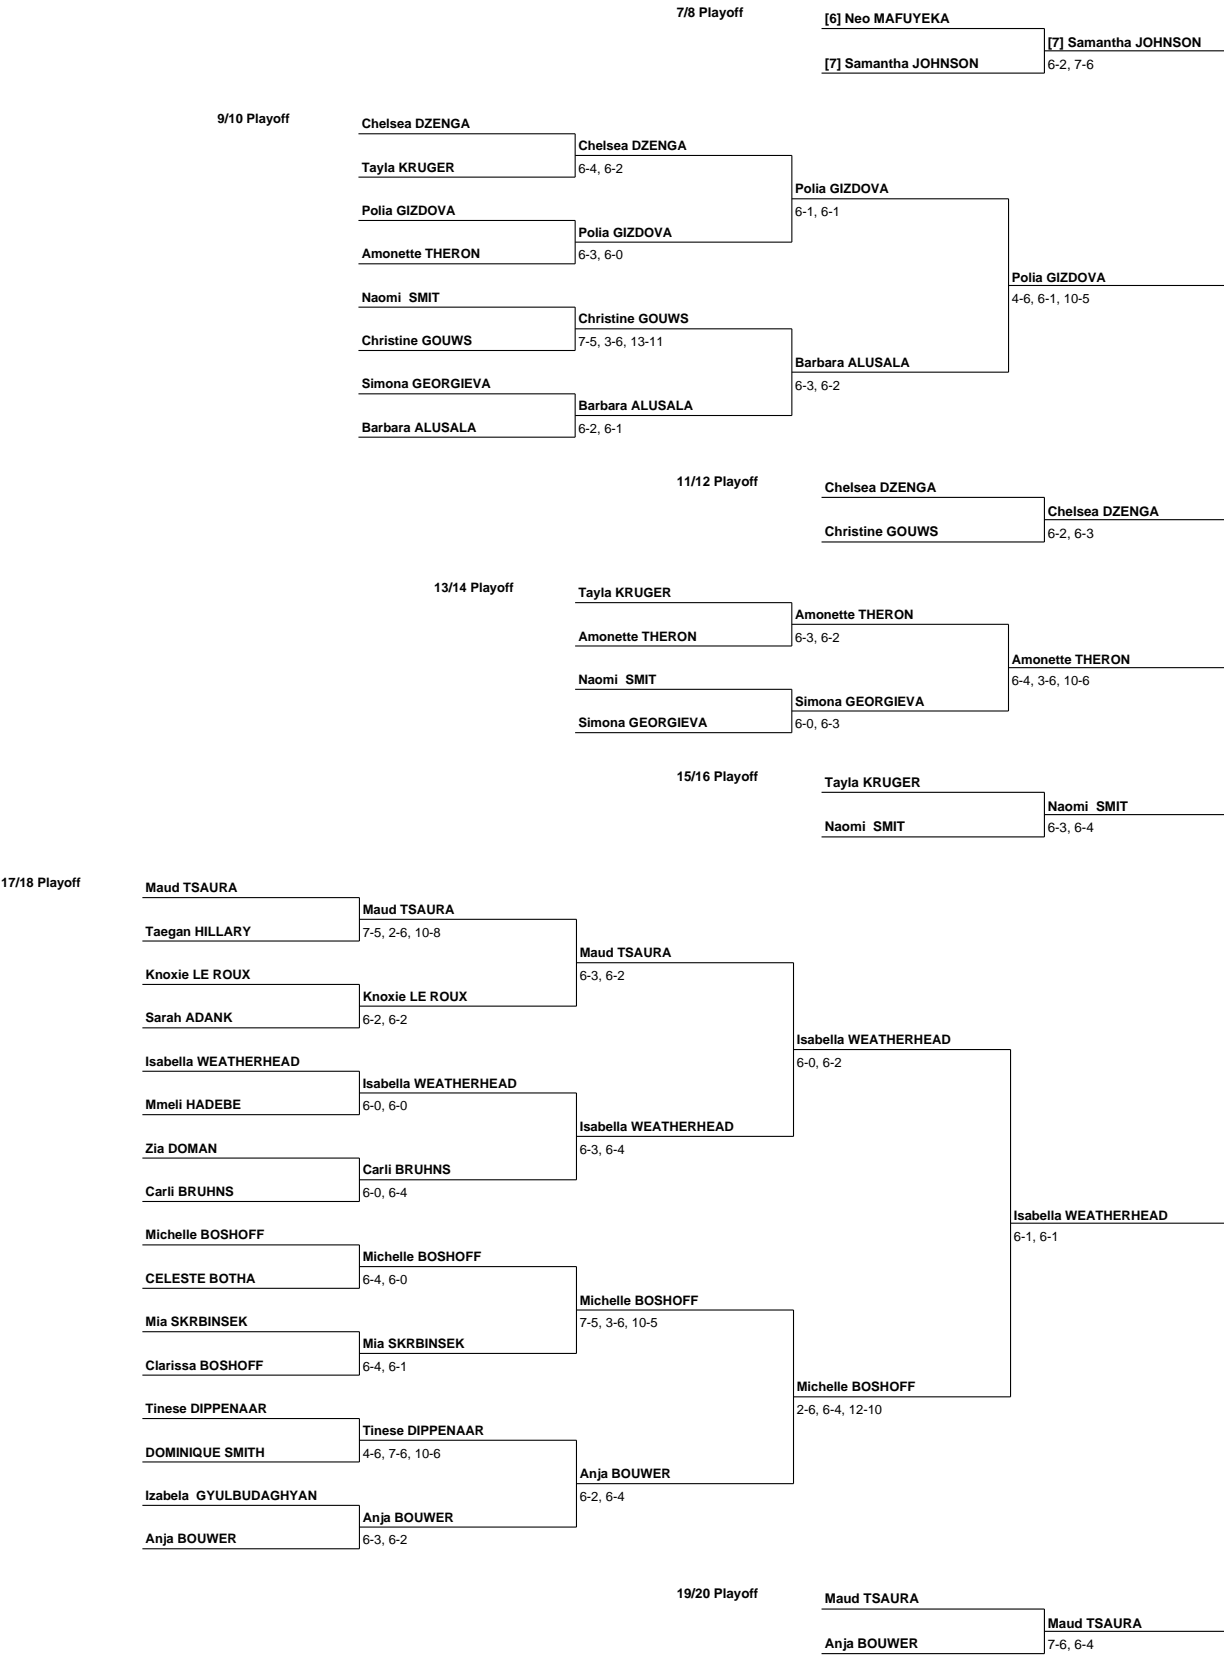 7/8 Playoff
[6] Neo MAFUYEKA
[7] Samantha JOHNSON
[7] Samantha JOHNSON
6-2, 7-6
9/10 Playoff
Chelsea DZENGA
Chelsea DZENGA
Tayla KRUGER
6-4, 6-2
Polia GIZDOVA
Polia GIZDOVA
6-1, 6-1
Polia GIZDOVA
Amonette THERON
6-3, 6-0
Polia GIZDOVA
Naomi  SMIT
4-6, 6-1, 10-5
Christine GOUWS
Christine GOUWS
7-5, 3-6, 13-11
Barbara ALUSALA
Simona GEORGIEVA
6-3, 6-2
Barbara ALUSALA
Barbara ALUSALA
6-2, 6-1
11/12 Playoff
Chelsea DZENGA
Chelsea DZENGA
Christine GOUWS
6-2, 6-3
13/14 Playoff
Tayla KRUGER
Amonette THERON
Amonette THERON
6-3, 6-2
Amonette THERON
Naomi  SMIT
6-4, 3-6, 10-6
Simona GEORGIEVA
Simona GEORGIEVA
6-0, 6-3
15/16 Playoff
Tayla KRUGER
Naomi  SMIT
Naomi  SMIT
6-3, 6-4
17/18 Playoff
Maud TSAURA
Maud TSAURA
Taegan HILLARY
7-5, 2-6, 10-8
Maud TSAURA
Knoxie LE ROUX
6-3, 6-2
Knoxie LE ROUX
Sarah ADANK
6-2, 6-2
Isabella WEATHERHEAD
Isabella WEATHERHEAD
6-0, 6-2
Isabella WEATHERHEAD
Mmeli HADEBE
6-0, 6-0
Isabella WEATHERHEAD
Zia DOMAN
6-3, 6-4
Carli BRUHNS
Carli BRUHNS
6-0, 6-4
Isabella WEATHERHEAD
Michelle BOSHOFF
6-1, 6-1
Michelle BOSHOFF
CELESTE BOTHA
6-4, 6-0
Michelle BOSHOFF
Mia SKRBINSEK
7-5, 3-6, 10-5
Mia SKRBINSEK
Clarissa BOSHOFF
6-4, 6-1
Michelle BOSHOFF
Tinese DIPPENAAR
2-6, 6-4, 12-10
Tinese DIPPENAAR
DOMINIQUE SMITH
4-6, 7-6, 10-6
Anja BOUWER
Izabela  GYULBUDAGHYAN
6-2, 6-4
Anja BOUWER
Anja BOUWER
6-3, 6-2
19/20 Playoff
Maud TSAURA
Maud TSAURA
Anja BOUWER
7-6, 6-4